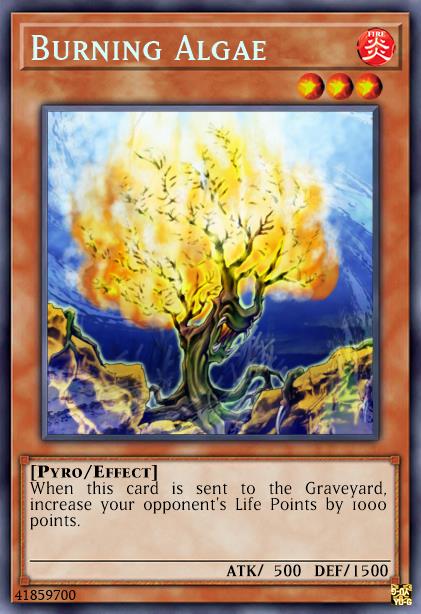 Burning Algae
FIRE
炎
[Pyro/Effect]
When this card is sent to the Graveyard,
increase your opponent's Life Points by 1000
points.
ATK/ 500 DEF/1500
41859700